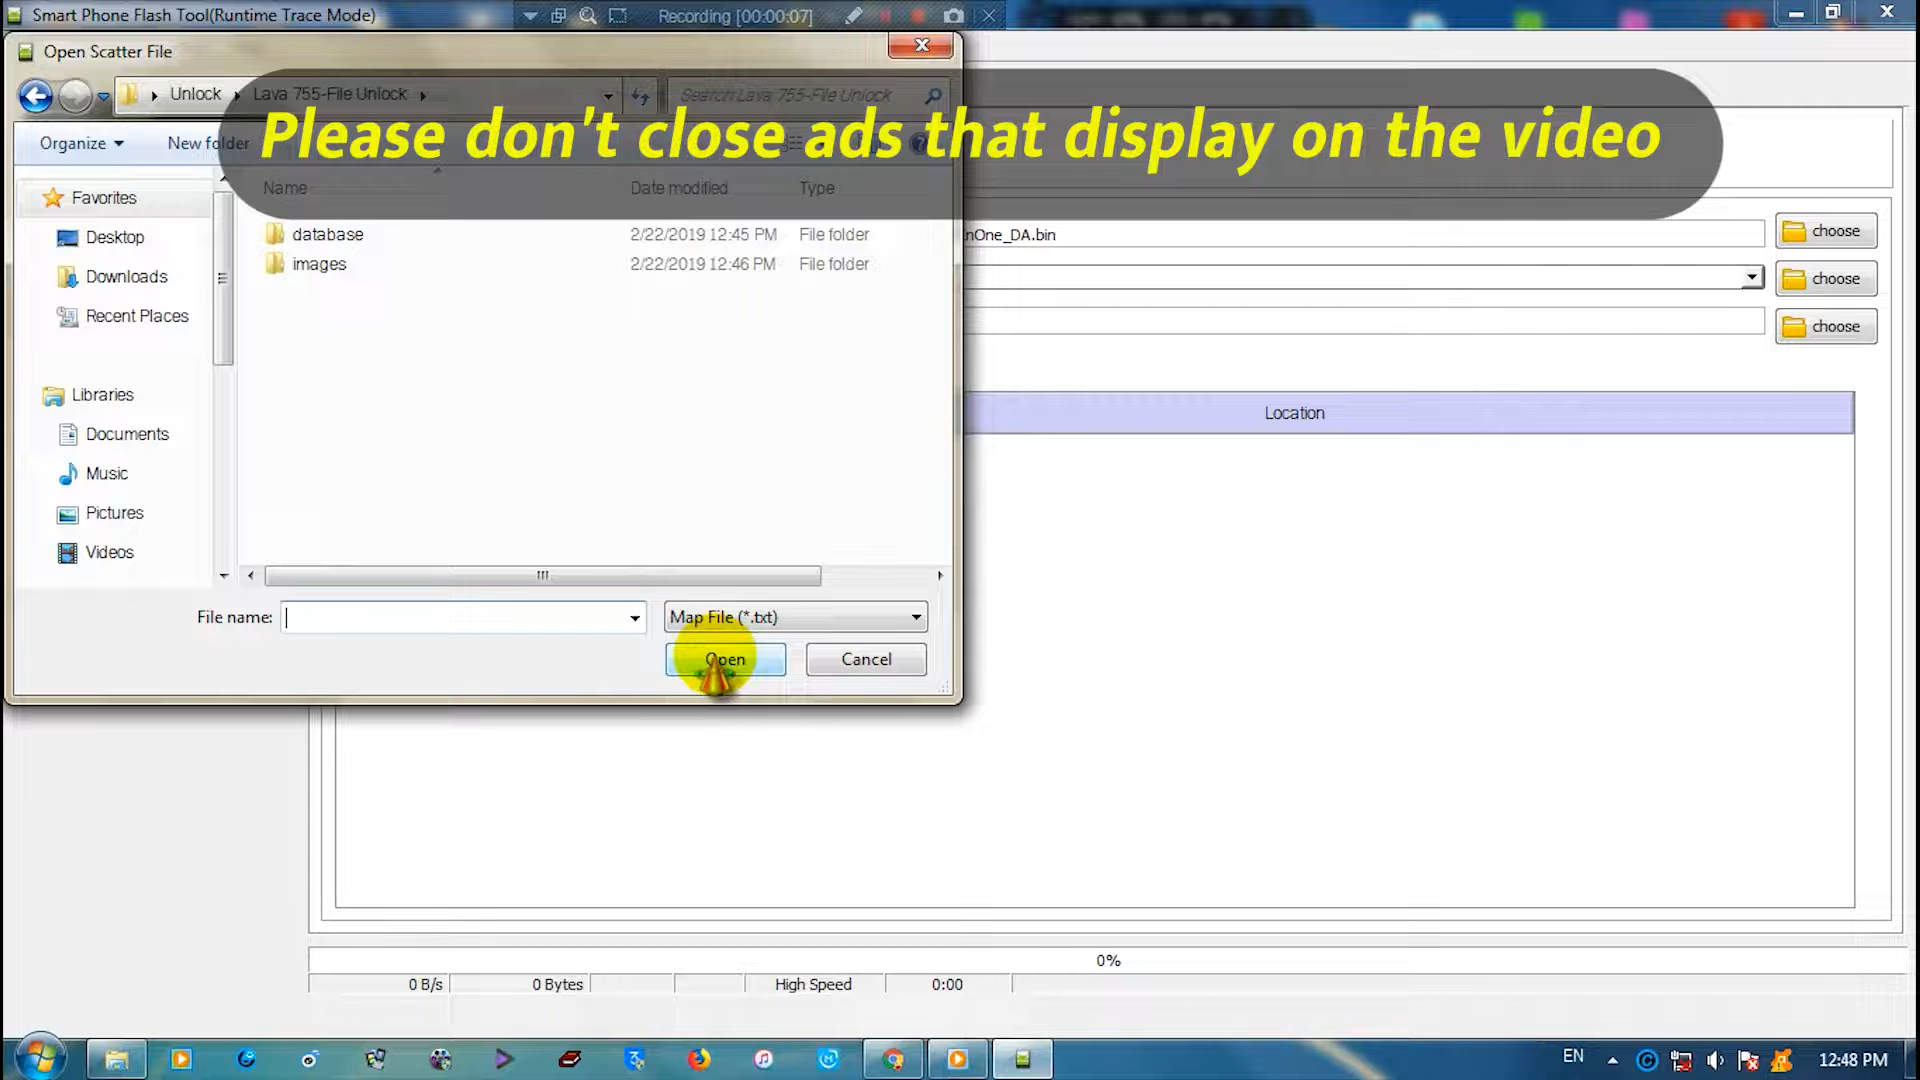 Smart Phone Flash Tool(Runtime Trace Mode)
Recording [00:00:07]
Open Scatter File
Unlock
Lava 755-File Unlock
Search Lava 755-File Unlock
Please don't close ads that display on the video
Organize
New folder
Name
Date modified
Type
Favorites
database
2/22/2019 12:45 PM
File folder
nOne_DA.bin
choose
Desktop
images
2/22/2019 12:46 PM
File folder
Downloads
choose
Recent Places
choose
Libraries
Location
Documents
Music
Pictures
Videos
File name:
Map File (*.txt)
Open
Cancel
0%
0 B/s
0 Bytes
High Speed
0:00
EN
12:48 PM